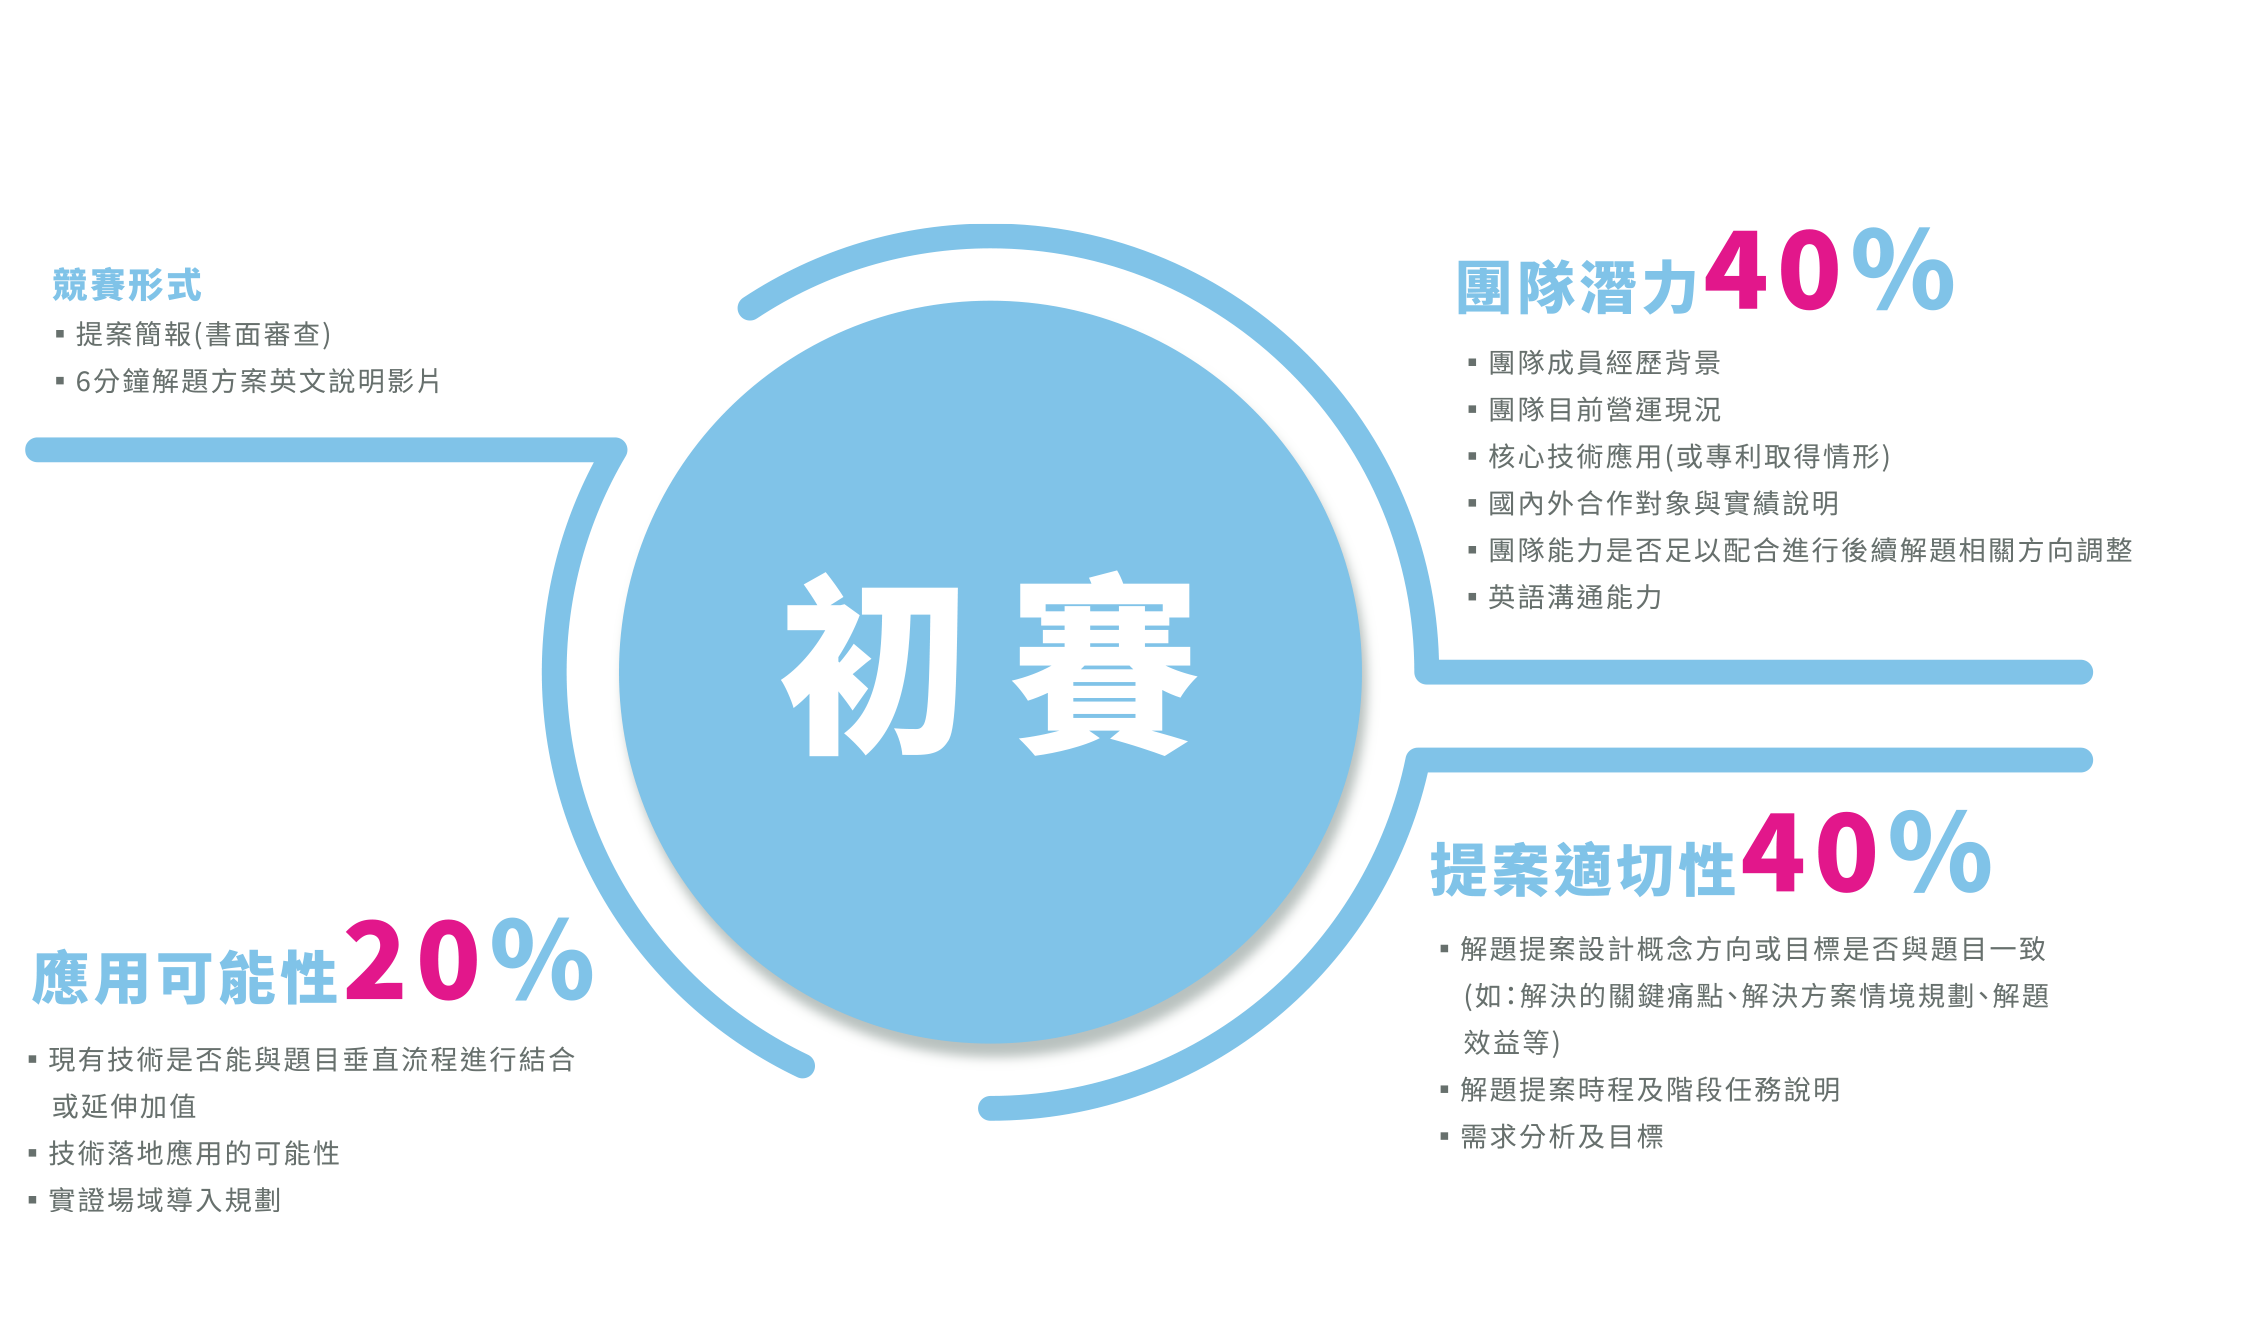 競賽形式
▪ 提案簡報(書面審查)
▪ 6分鐘解題方案英文說明影片
初賽
團隊潛力40%
▪ 團隊成員經歷背景
▪ 團隊目前營運現況
▪ 核心技術應用(或專利取得情形)
▪ 國內外合作對象與實績說明
▪ 團隊能力是否足以配合進行後續解題相關方向調整
▪ 英語溝通能力
提案適切性40%
▪ 解題提案設計概念方向或目標是否與題目一致
(如：解決的關鍵痛點、解決方案情境規劃、解題
效益等)
▪ 解題提案時程及階段任務說明
▪ 需求分析及目標
應用可能性20%
▪ 現有技術是否能與題目垂直流程進行結合
或延伸加值
▪ 技術落地應用的可能性
▪ 實證場域導入規劃